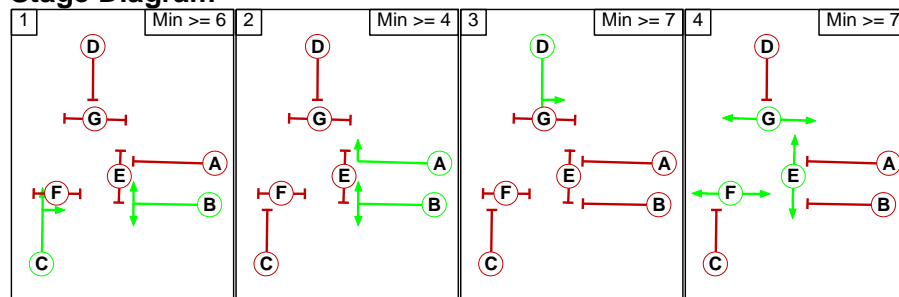 Stage Diagram
1 Min >= 6 2 Min >= 4 3 Min >= 7 4 Min >= 7
D D D D
G G G G
A A A
E E E E
F B F B F B F B
C C C C